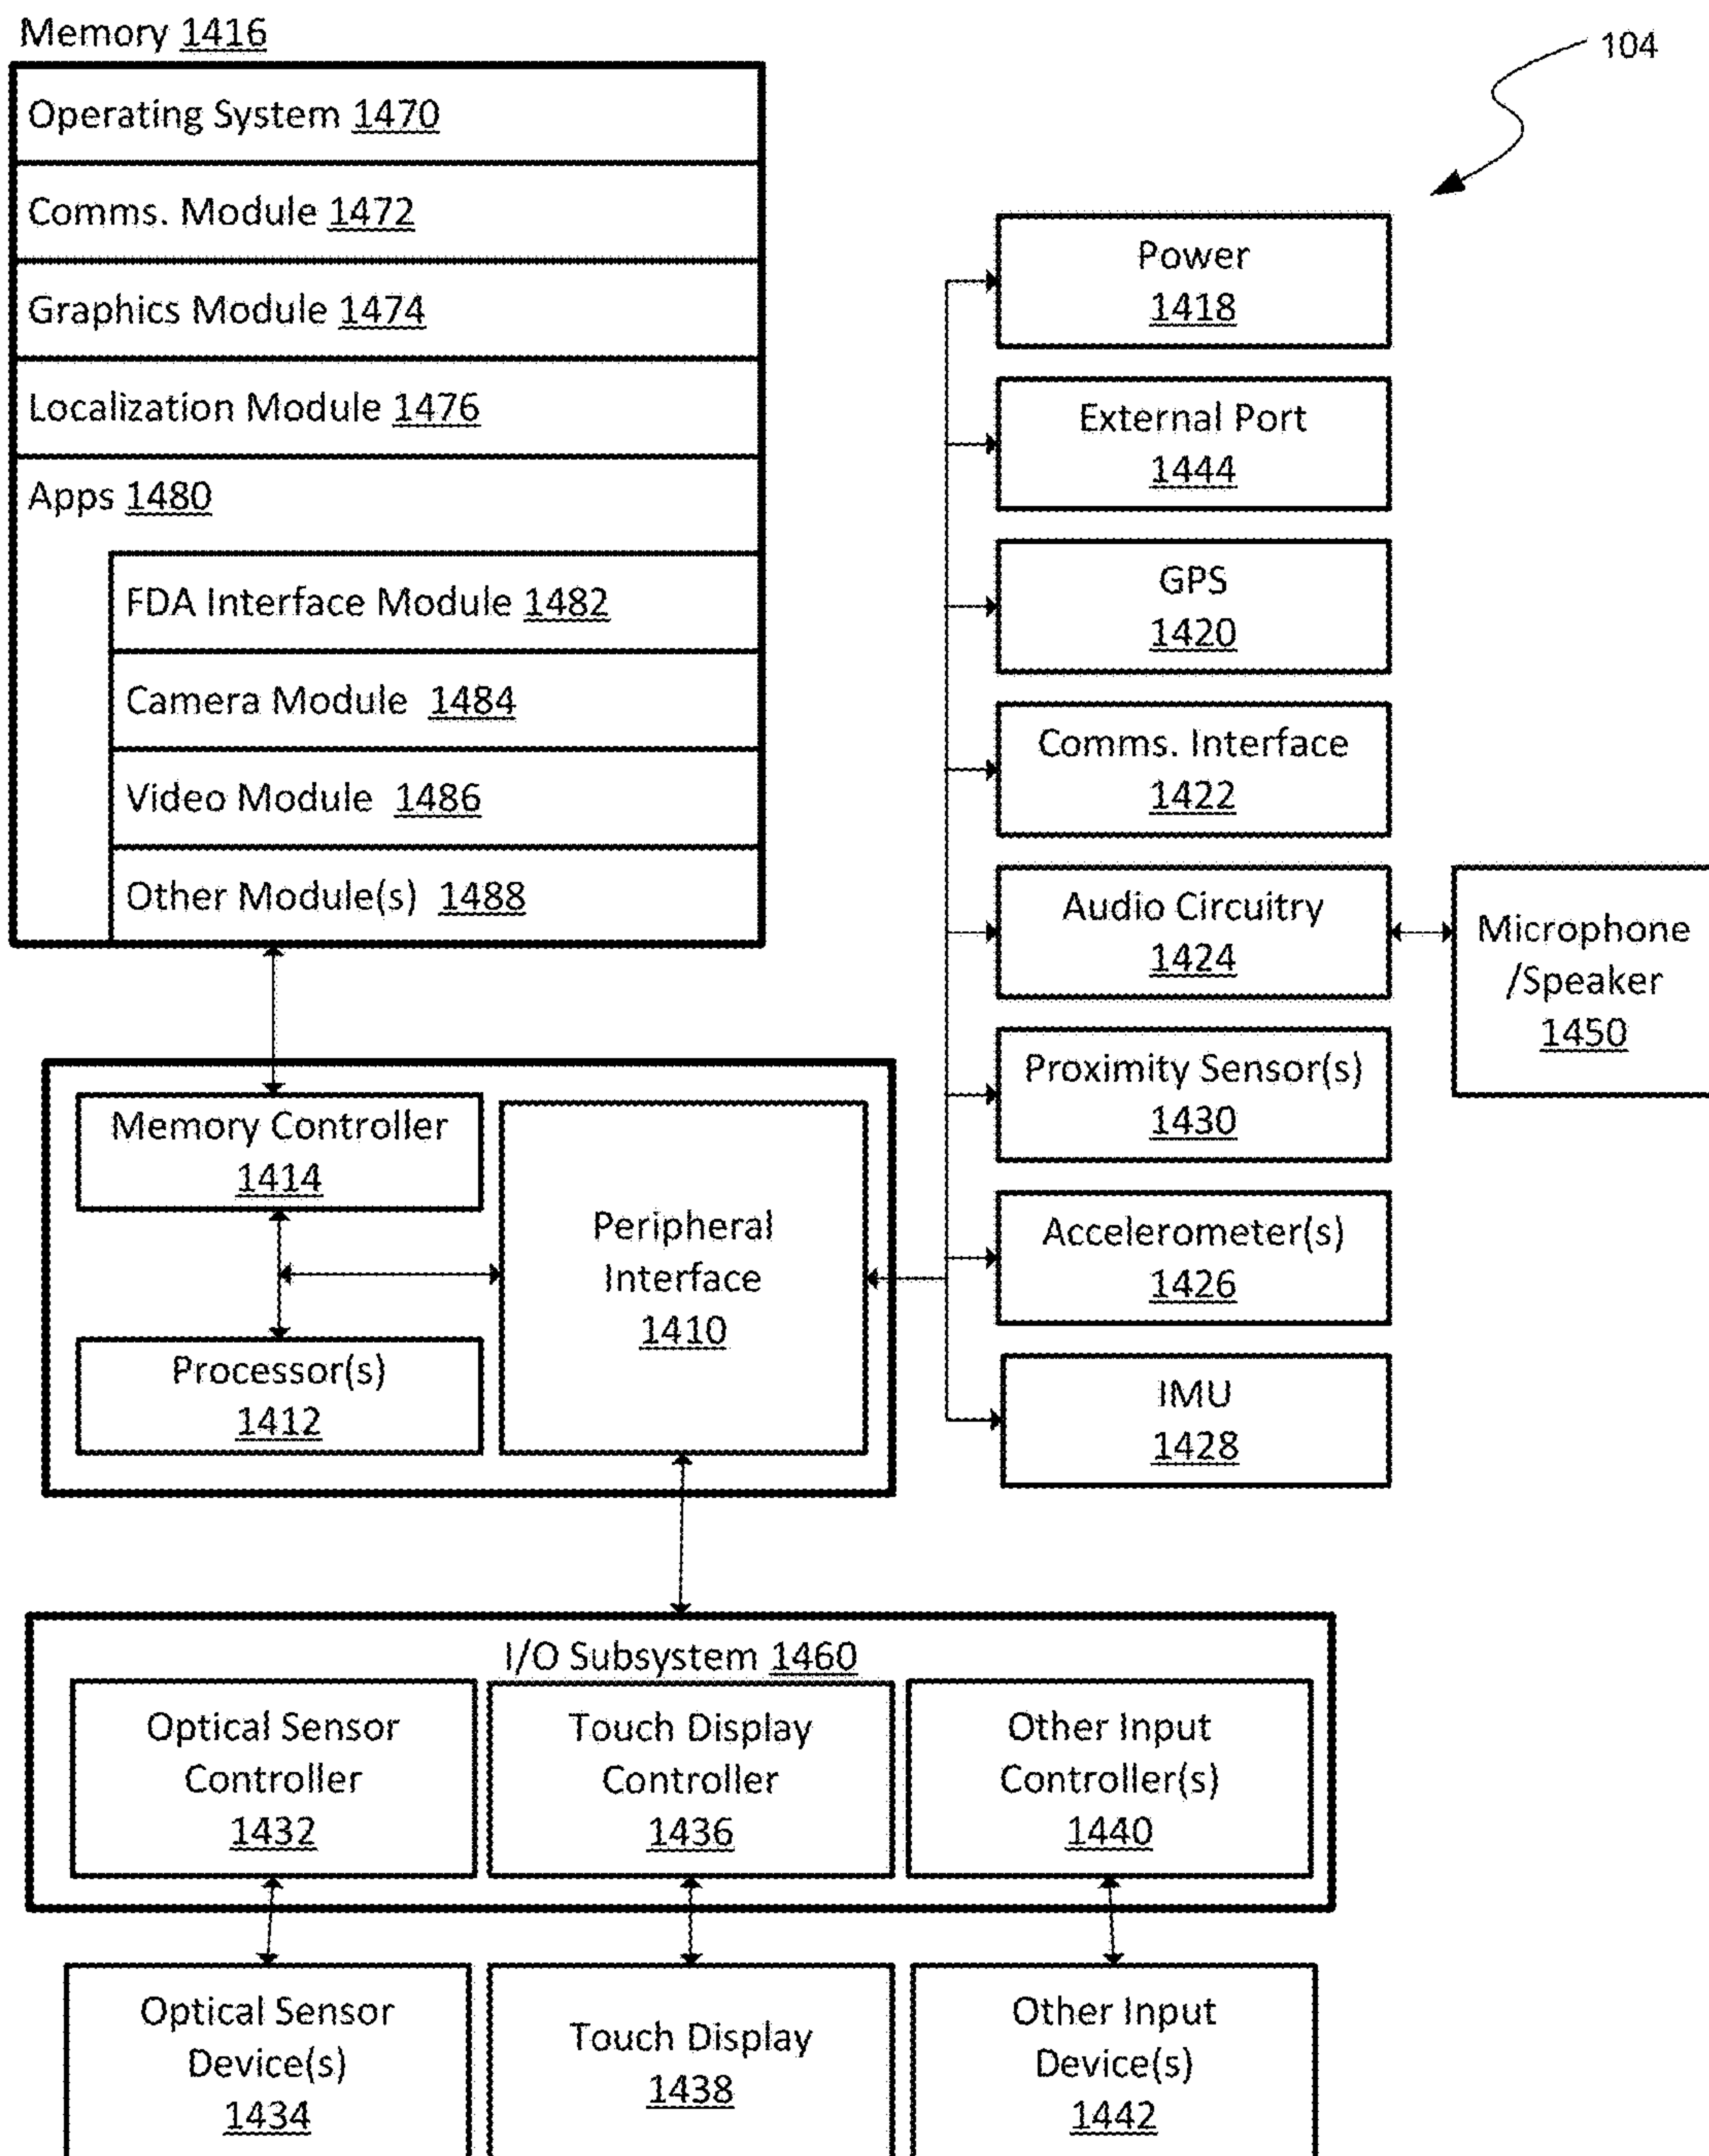 Memory 1416
104
Operating System 1470
Comms. Module 1472
Graphics Module 1474
Localization Module 1476
Apps 1480
FDA Interface Module 1482
Camera Module 1484
Video Module 1486
Other Module(s) 1488
Power
1418
External Port
1444
GPS
1420
Comms. Interface
1422
Audio Circuitry
1424
Microphone
/Speaker
1450
Proximity Sensor(s)
1430
Accelerometer(s)
1426
IMU
1428
Memory Controller
1414
Processor(s)
1412
Peripheral
Interface
1410
I/O Subsystem 1460
Optical Sensor
Controller
1432
Touch Display
Controller
1436
Other Input
Controller(s)
1440
Optical Sensor
Device(s)
1434
Touch Display
1438
Other Input
Device(s)
1442